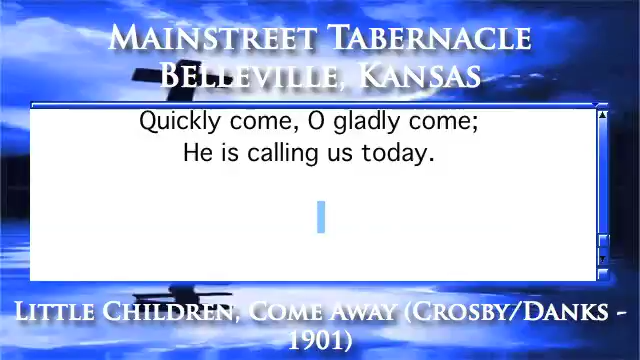 Mainstreet Tabernacle
Belleville, Kansas
Quickly come, O gladly come;
He is calling us today.
Little Children, Come Away (Crosby/Danks -
1901)